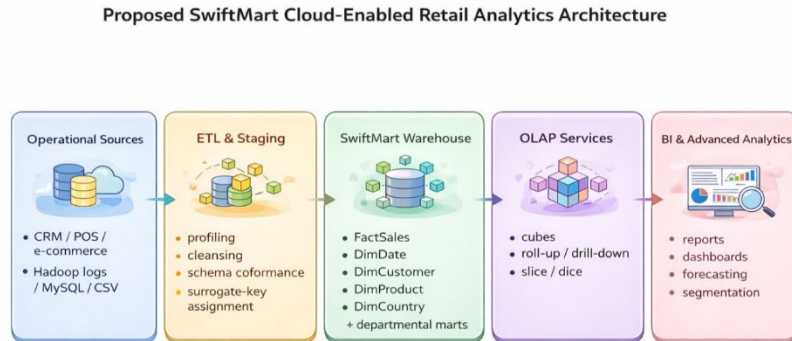 Proposed SwiftMart Cloud-Enabled Retail Analytics Architecture
Operational Sources
• CRM / POS /
e-commerce
• Hadoop logs
/ MySQL / CSV
ETL & Staging
• profiling
• cleansing
• schema coformance
• surrogate-key
assignment
SwiftMart Warehouse
• FactSales
• DimDate
• DimCustomer
• DimProduct
• DimCountry
+ departmental marts
OLAP Services
• cubes
• roll-up / drill-down
• slice / dice
BI & Advanced Analytics
• reports
• dashboards
• forecasting
• segmentation